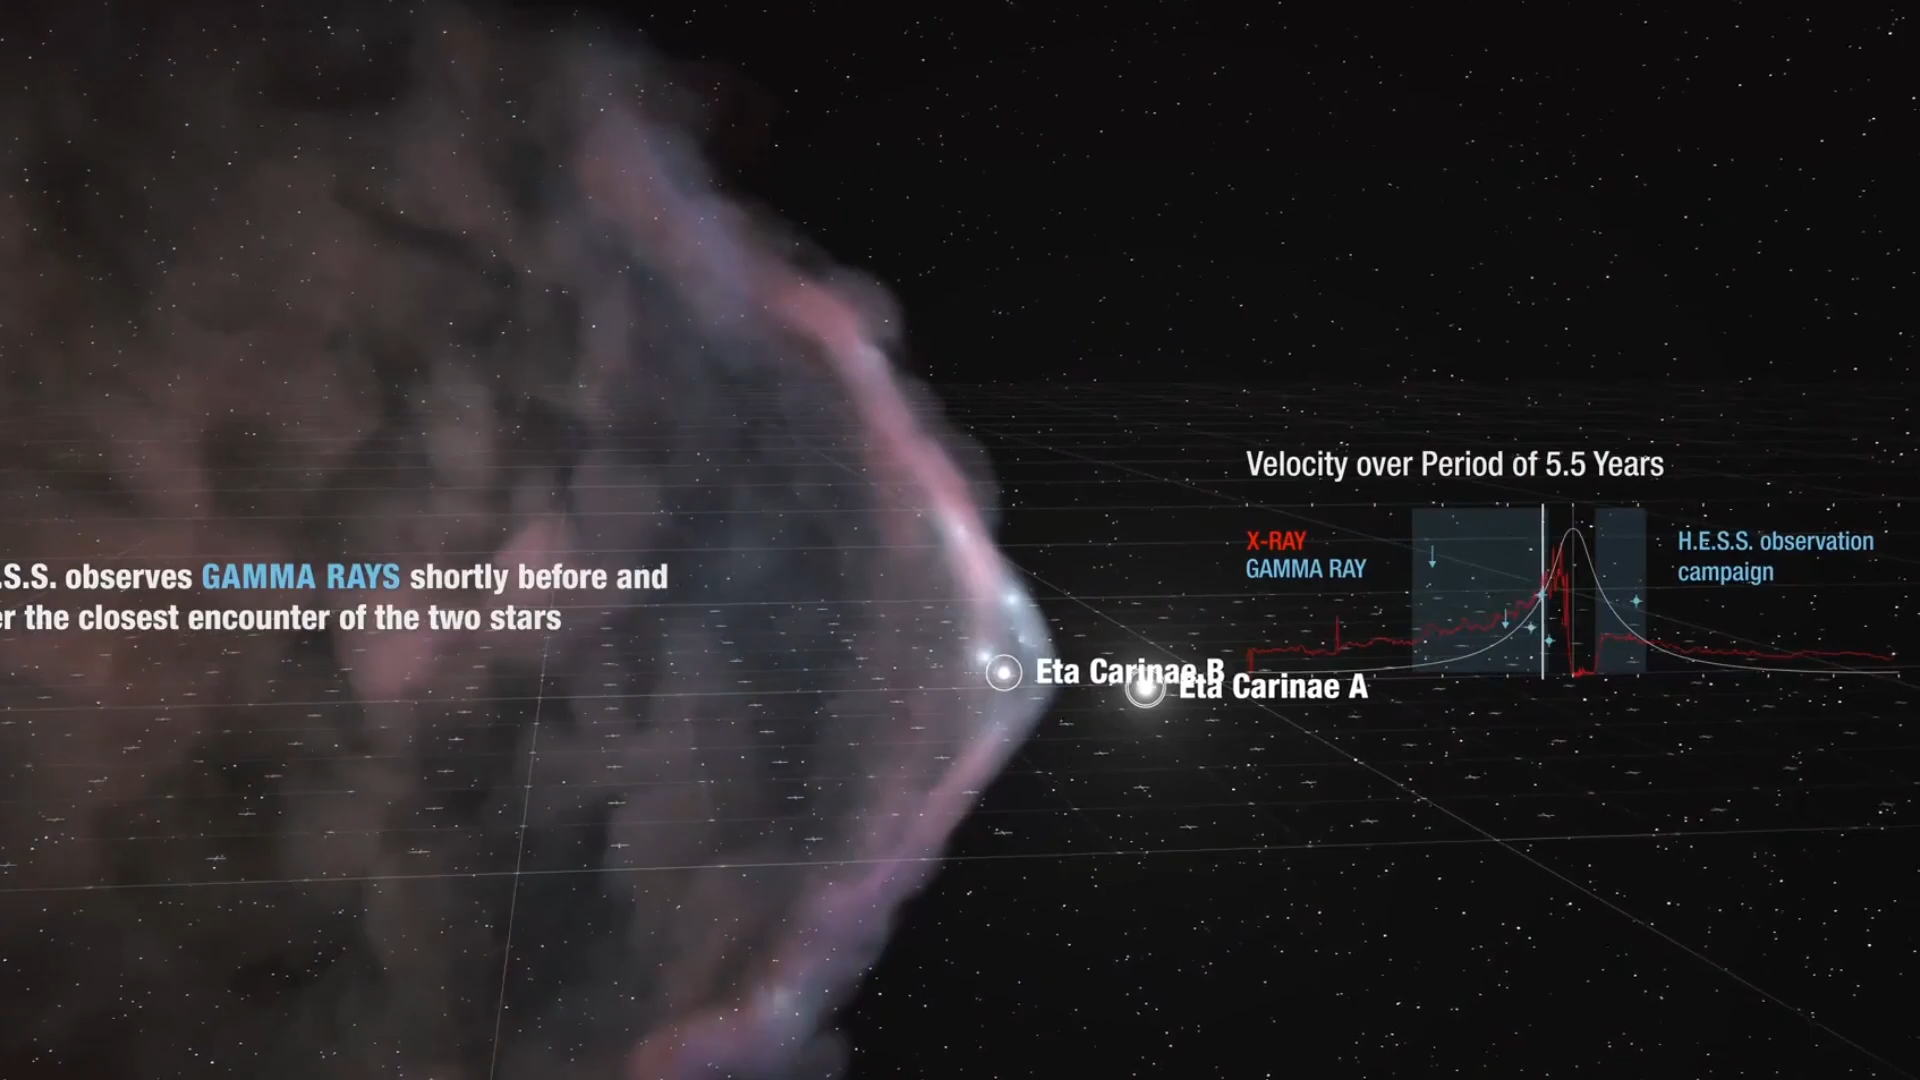 .S.S. observes GAMMA RAYS shortly before and
er the closest encounter of the two stars
Eta Carinae B
Eta Carinae A
Velocity over Period of 5.5 Years
X-RAY
GAMMA RAY
H.E.S.S. observation
campaign